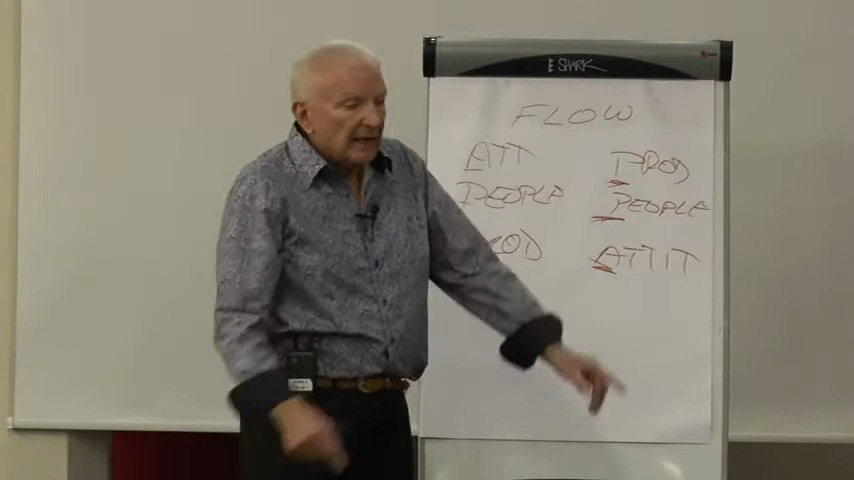 SHARK
FLOW
ATT PROD
PEOPLE PEOPLE
ATTIT